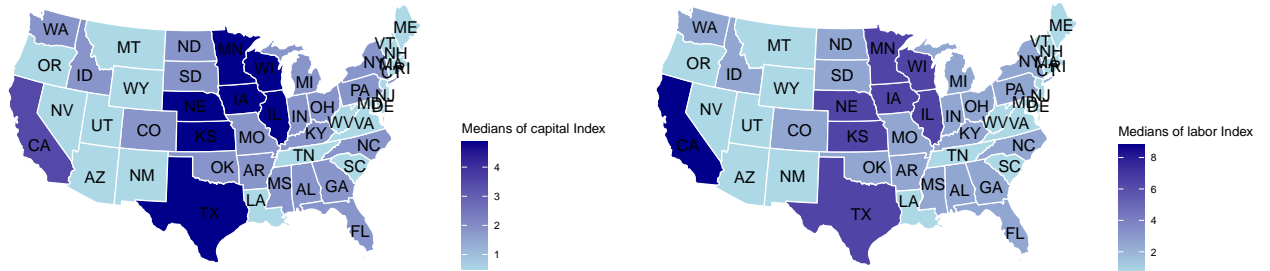 WA
MT
ND
MN
ME
VT
NH
OR
ID
SD
WI
NY
MA
CT
RI
WY
MI
IA
PA
NJ
NV
NE
OH
MD
DE
UT
IL
IN
CO
WV
VA
CA
KS
MO
KY
NC
TN
AZ
NM
OK
AR
SC
MS
AL
GA
TX
LA
FL
Medians of capital Index
4
3
2
1
WA
MT
ND
MN
ME
VT
NH
OR
ID
SD
WI
NY
MA
CT
RI
WY
MI
IA
PA
NJ
NV
NE
OH
MD
DE
UT
IL
IN
CO
WV
VA
CA
KS
MO
KY
NC
TN
AZ
NM
OK
AR
SC
MS
AL
GA
TX
LA
FL
Medians of labor Index
8
6
4
2